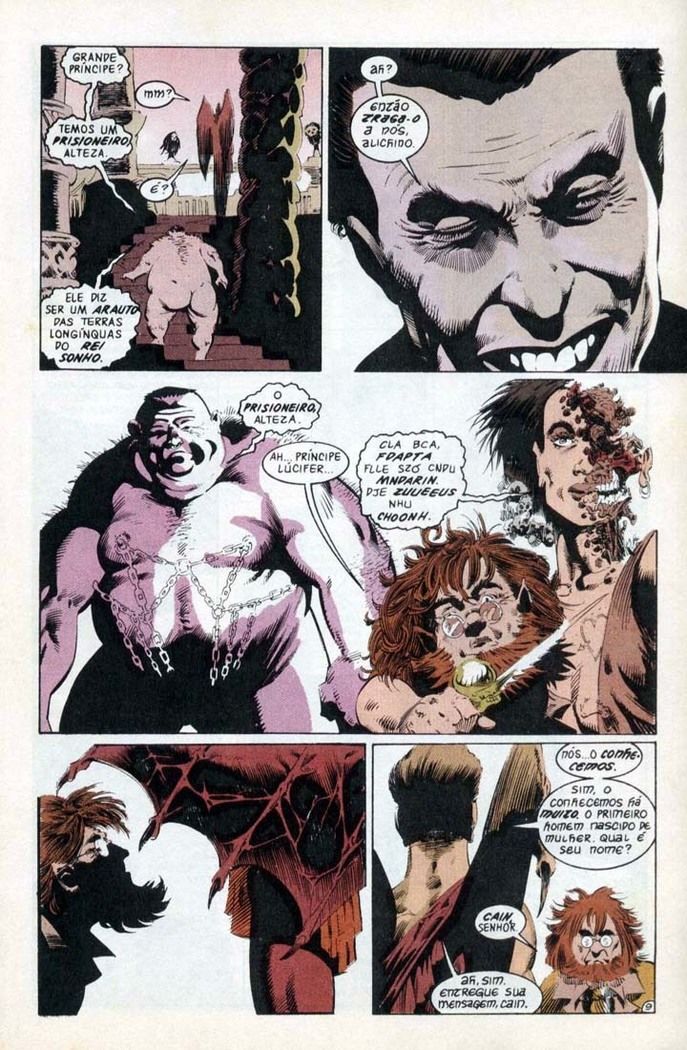 GRANDE
PRÍNCIPE?
MM?
TEMOS UM
PRISIONEIRO,
ALTEZA.
É?
ELE DIZ
SER UM ARAUTO
DAS TERRAS
LONGÍNQUAS
DO REI
SONHO.
AH?
ENTÃO
TRAGA-O
A NÓS,
ALICHINO.
O
PRISIONEIRO,
ALTEZA.
AH... PRÍNCIPE
LÚCIFER...
CLA BCA,
FDAPTA
FLLE SZÓ CNDU
MNDARIN.
DJE ZUUEEUS
NHU
CHOONH.
NÓS...O CONHE-
CEMOS.
SIM, O
CONHECEMOS HÁ
MUITO. O PRIMEIRO
HOMEM NASCIDO DE
MULHER. QUAL É
SEU NOME?
CAIN,
SENHOR.
AH, SIM.
ENTREGUE SUA
MENSAGEM, CAIN.
9